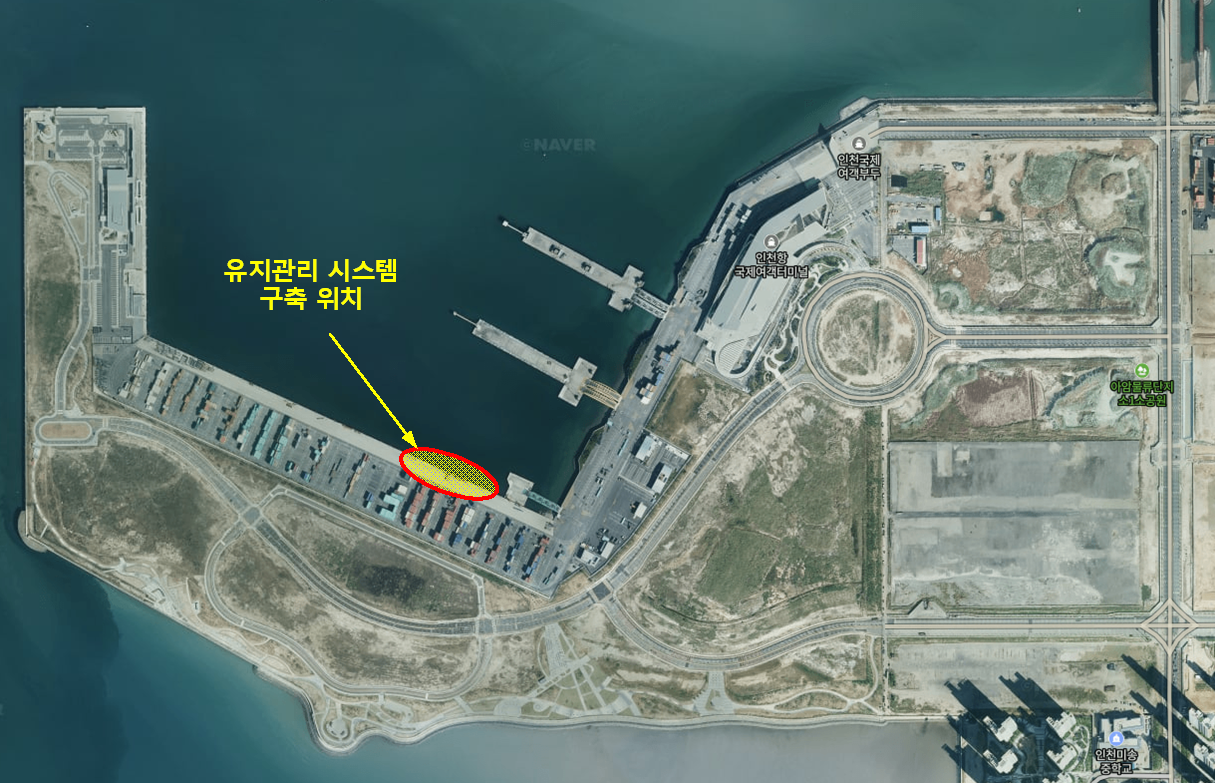 ©NAVER
인천국제
여객부두
인천항
국제여객터미널
유지관리 시스템
구축 위치
아암물류단지
소1소공원
인천미송
중학교